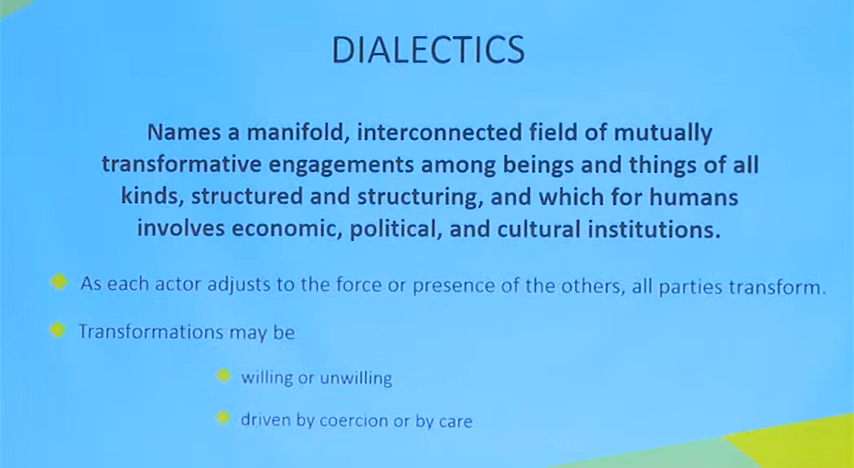 DIALECTICS
Names a manifold, interconnected field of mutually
transformative engagements among beings and things of all
kinds, structured and structuring, and which for humans
involves economic, political, and cultural institutions.
As each actor adjusts to the force or presence of the others, all parties transform.
Transformations may be
willing or unwilling
driven by coercion or by care